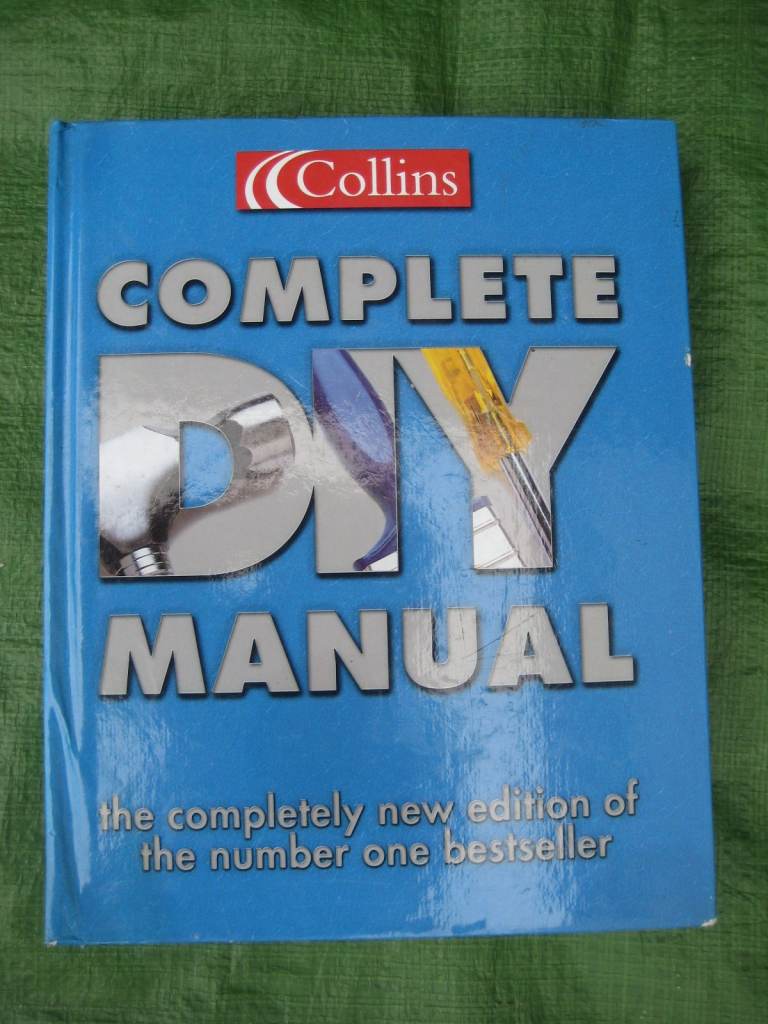 Collins
COMPLETE
DIY
MANUAL
the completely new edition of
the number one bestseller